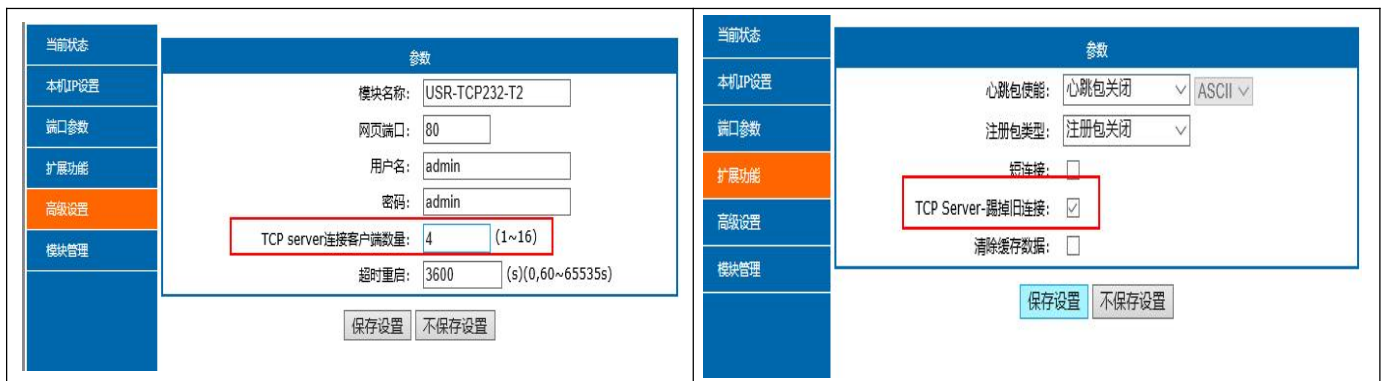 当前状态
本机IP设置
端口参数
扩展功能
高级设置
模块管理
参数
模块名称: USR-TCP232-T2
网页端口: 80
用户名: admin
密码: admin
TCP server连接客户端数量: 4 (1~16)
超时重启: 3600 (s)(0,60~65535s)
保存设置 不保存设置
当前状态
本机IP设置
端口参数
扩展功能
高级设置
模块管理
参数
心跳包使能: 心跳包关闭 ASCII
注册包类型: 注册包关闭
短连接:
TCP Server-踢掉旧连接:
清除缓存数据:
保存设置 不保存设置